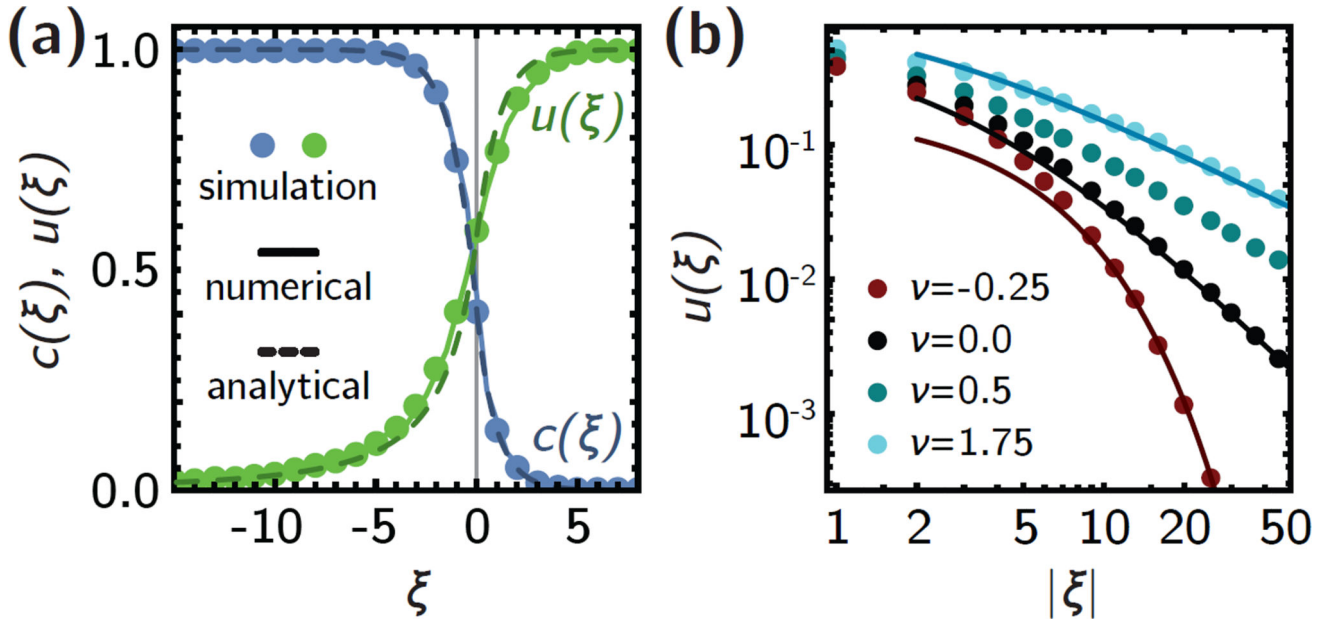 (a)
1.0
0.5
0.0
c(ξ), u(ξ)
simulation
numerical
analytical
u(ξ)
c(ξ)
-10 -5 0 5
ξ
(b)
10⁻¹
10⁻²
10⁻³
u(ξ)
ν=-0.25
ν=0.0
ν=0.5
ν=1.75
1 2 5 10 20 50
|ξ|